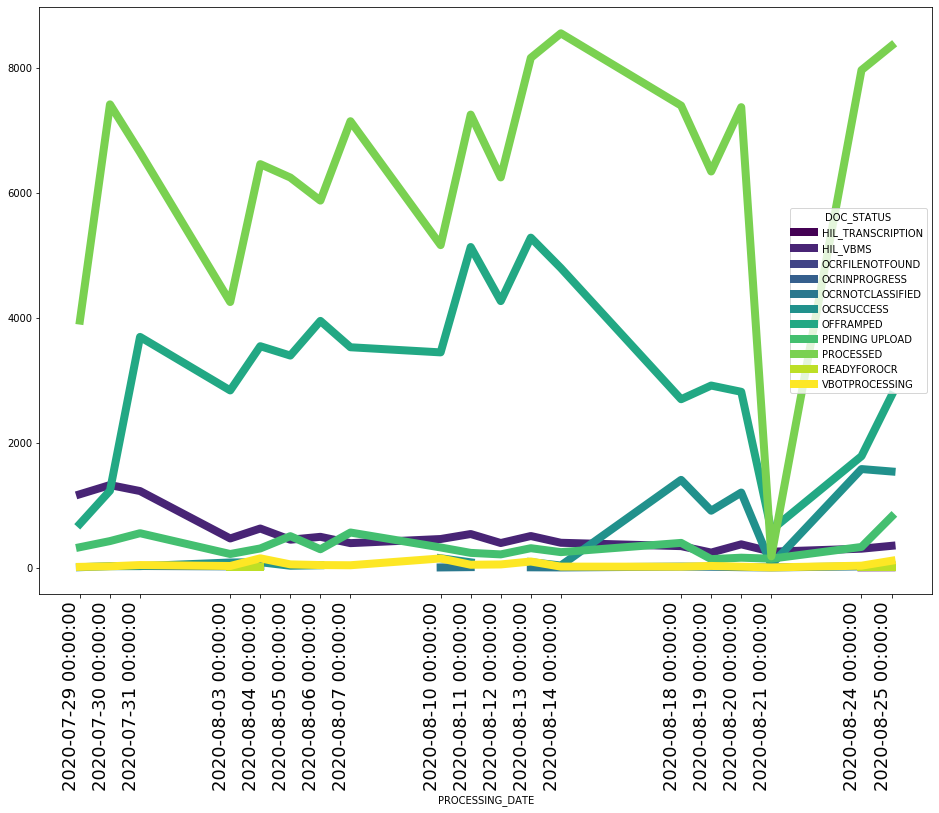 8000
6000
4000
2000
0
DOC_STATUS
HIL_TRANSCRIPTION
HIL_VBMS
OCRFILENOTFOUND
OCRINPROGRESS
OCRNOTCLASSIFIED
OCRSUCCESS
OFFRAMPED
PENDING UPLOAD
PROCESSED
READYFOROCR
VBOTPROCESSING
2020-07-29 00:00:00
2020-07-30 00:00:00
2020-07-31 00:00:00
2020-08-03 00:00:00
2020-08-04 00:00:00
2020-08-05 00:00:00
2020-08-06 00:00:00
2020-08-07 00:00:00
2020-08-10 00:00:00
2020-08-11 00:00:00
2020-08-12 00:00:00
2020-08-13 00:00:00
2020-08-14 00:00:00
2020-08-18 00:00:00
2020-08-19 00:00:00
2020-08-20 00:00:00
2020-08-21 00:00:00
2020-08-24 00:00:00
2020-08-25 00:00:00
PROCESSING_DATE